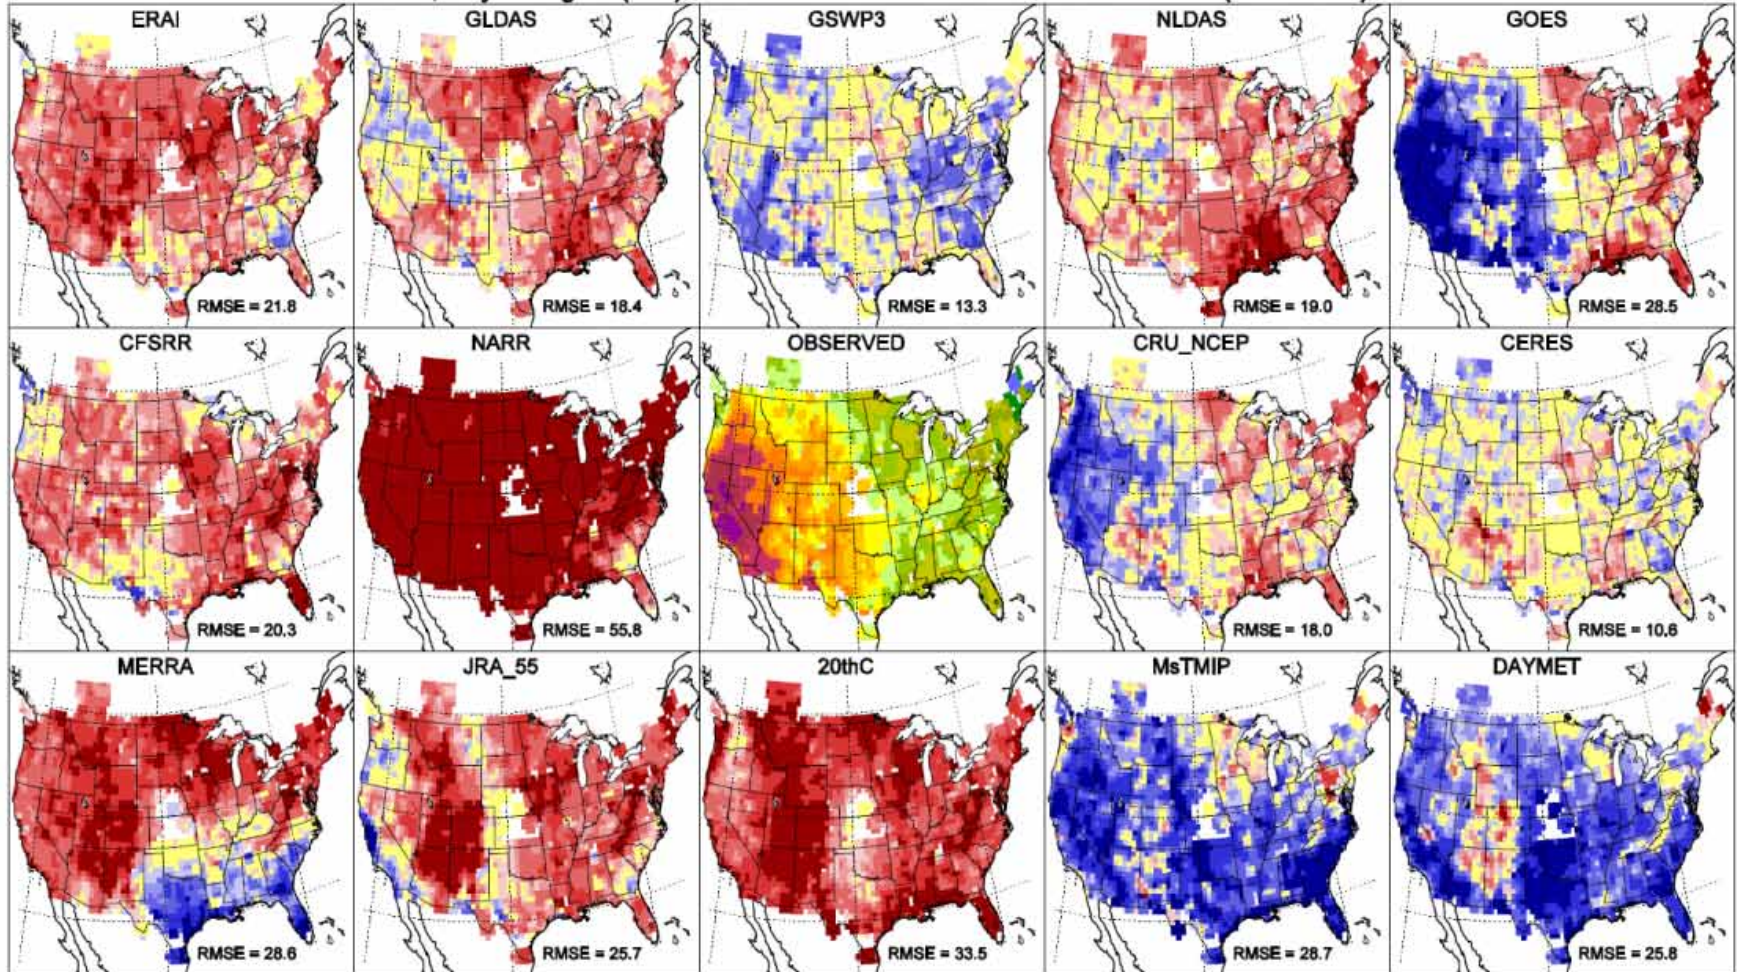 ERAI GLDAS GSWP3 NLDAS GOES
RMSE = 21.8 RMSE = 18.4 RMSE = 13.3 RMSE = 19.0 RMSE = 28.5
CFSRR NARR OBSERVED CRU_NCEP CERES
RMSE = 20.3 RMSE = 55.8 RMSE = 18.0 RMSE = 10.6
MERRA JRA_55 20thC MsTMIP DAYMET
RMSE = 28.6 RMSE = 25.7 RMSE = 33.5 RMSE = 28.7 RMSE = 25.8